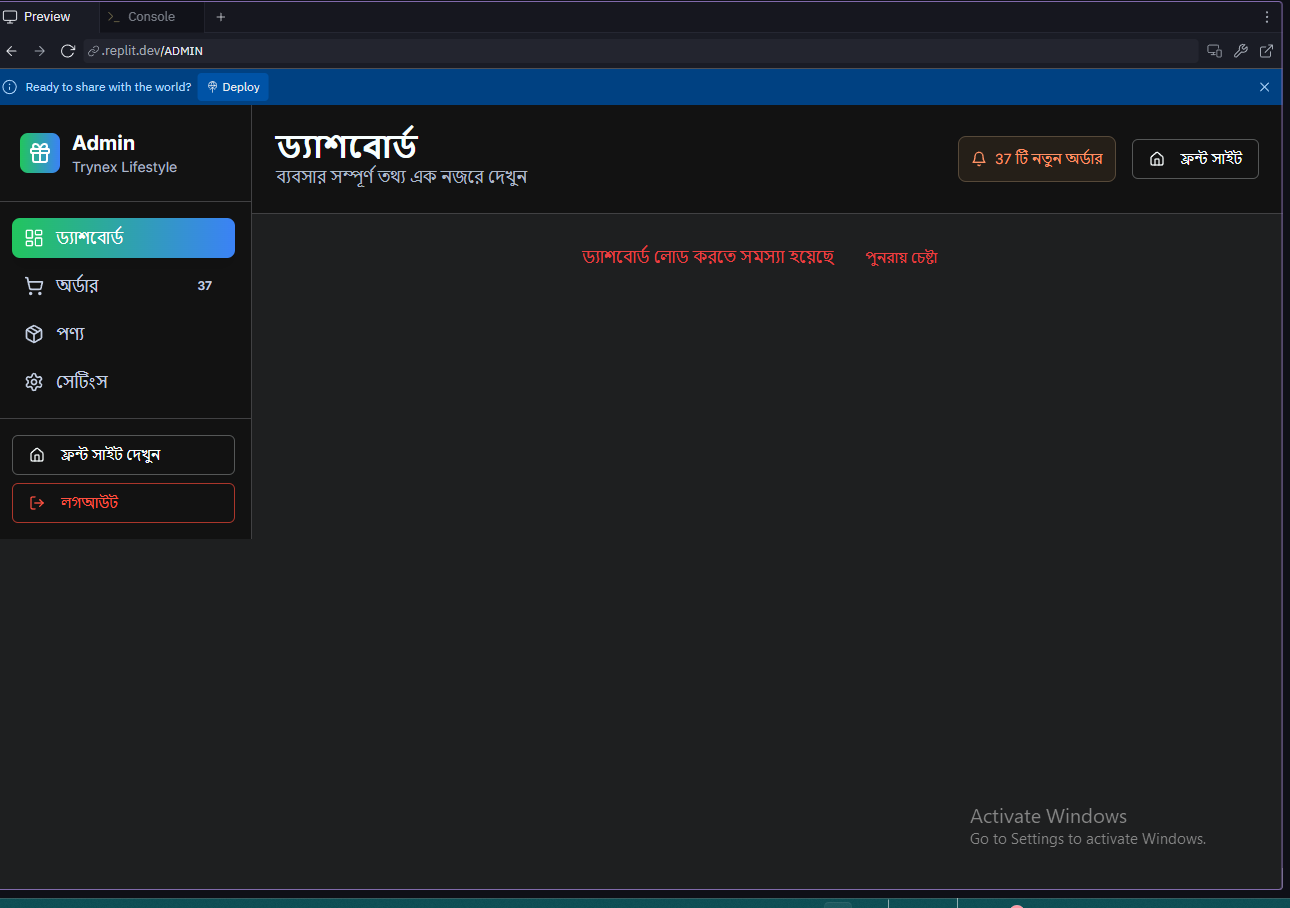 Preview
Console
.replit.dev/ADMIN
Ready to share with the world?
Deploy
Admin
Trynex Lifestyle
ড্যাশবোর্ড
ব্যবসার সম্পূর্ণ তথ্য এক নজরে দেখুন
37 টি নতুন অর্ডার
ফ্রন্ট সাইট
ড্যাশবোর্ড
অর্ডার
37
পণ্য
সেটিংস
ফ্রন্ট সাইট দেখুন
লগআউট
ড্যাশবোর্ড লোড করতে সমস্যা হয়েছে
পুনরায় চেষ্টা
Activate Windows
Go to Settings to activate Windows.